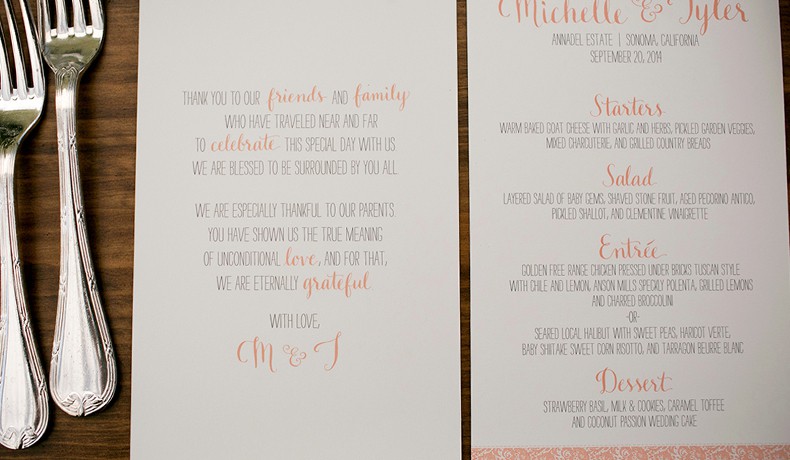 THANK YOU TO OUR friends AND family
WHO HAVE TRAVELED NEAR AND FAR
TO celebrate THIS SPECIAL DAY WITH US
WE ARE BLESSED TO BE SURROUNDED BY YOU ALL.
WE ARE ESPECIALLY THANKFUL TO OUR PARENTS
YOU HAVE SHOWN US THE TRUE MEANING
OF UNCONDITIONAL love, AND FOR THAT,
WE ARE ETERNALLY grateful
WITH LOVE,
M & T
Michelle & Tyler
ANNADEL ESTATE | SONOMA, CALIFORNIA
SEPTEMBER 20, 2014
Starters
WARM BAKED GOAT CHEESE WITH GARLIC AND HERBS, PICKLED GARDEN VEGGIES,
MIXED CHARCUTERIE, AND GRILLED COUNTRY BREADS
Salad
LAYERED SALAD OF BABY GEMS, SHAVED STONE FRUIT, AGED PECORINO ANTICO,
PICKLED SHALLOT, AND CLEMENTINE VINAIGRETTE
Entrée
GOLDEN FREE RANGE CHICKEN PRESSED UNDER BRICKS TUSCAN STYLE
WITH CHILE AND LEMON, ANSON MILLS SPECKLY POLENTA, GRILLED LEMONS
AND CHARRED BROCCOLINI
-OR-
SEARED LOCAL HALIBUT WITH SWEET PEAS, HARICOT VERTE,
BABY SHIITAKE SWEET CORN RISOTTO, AND TARRAGON BEURRE BLANC
Dessert
STRAWBERRY BASIL, MILK & COOKIES, CARAMEL TOFFEE
AND COCONUT PASSION WEDDING CAKE